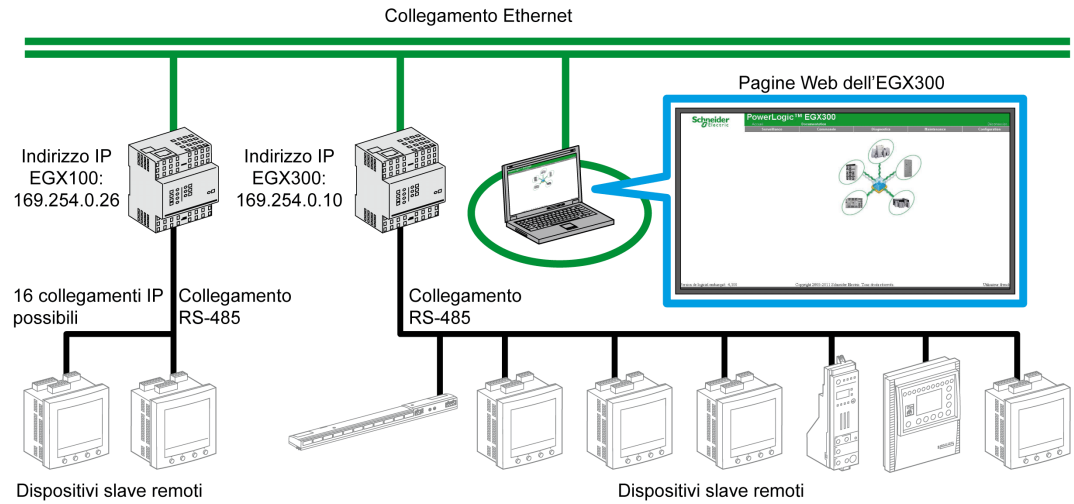 Collegamento Ethernet
Pagine Web dell'EGX300
Schneider
Electric
PowerLogic™ EGX300
Indirizzo IP
EGX100:
169.254.0.26
Indirizzo IP
EGX300:
169.254.0.10
16 collegamenti IP
possibili
Collegamento
RS-485
Collegamento
RS-485
Dispositivi slave remoti
Dispositivi slave remoti